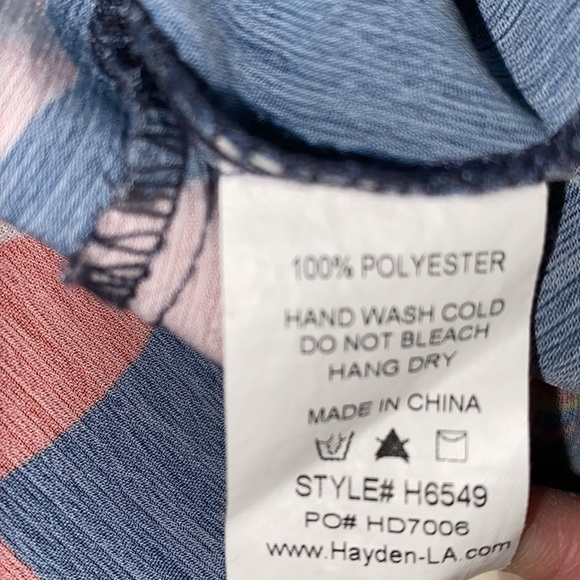 100% POLYESTER
HAND WASH COLD
DO NOT BLEACH
HANG DRY
MADE IN CHINA
STYLE# H6549
PO# HD7006
www.Hayden-LA.com